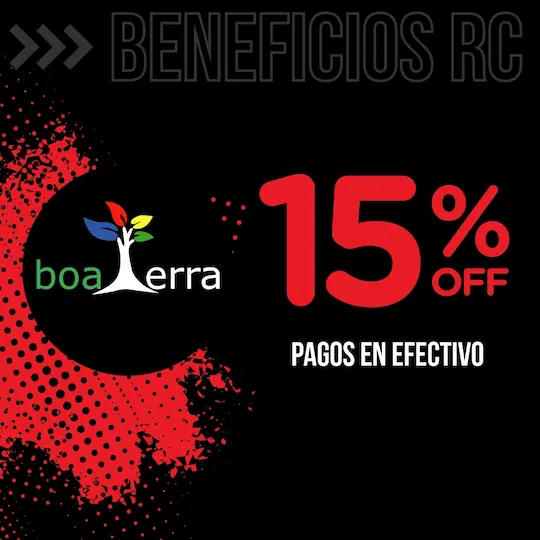 BENEFICIOS RC
boaTerra
15%
OFF
PAGOS EN EFECTIVO